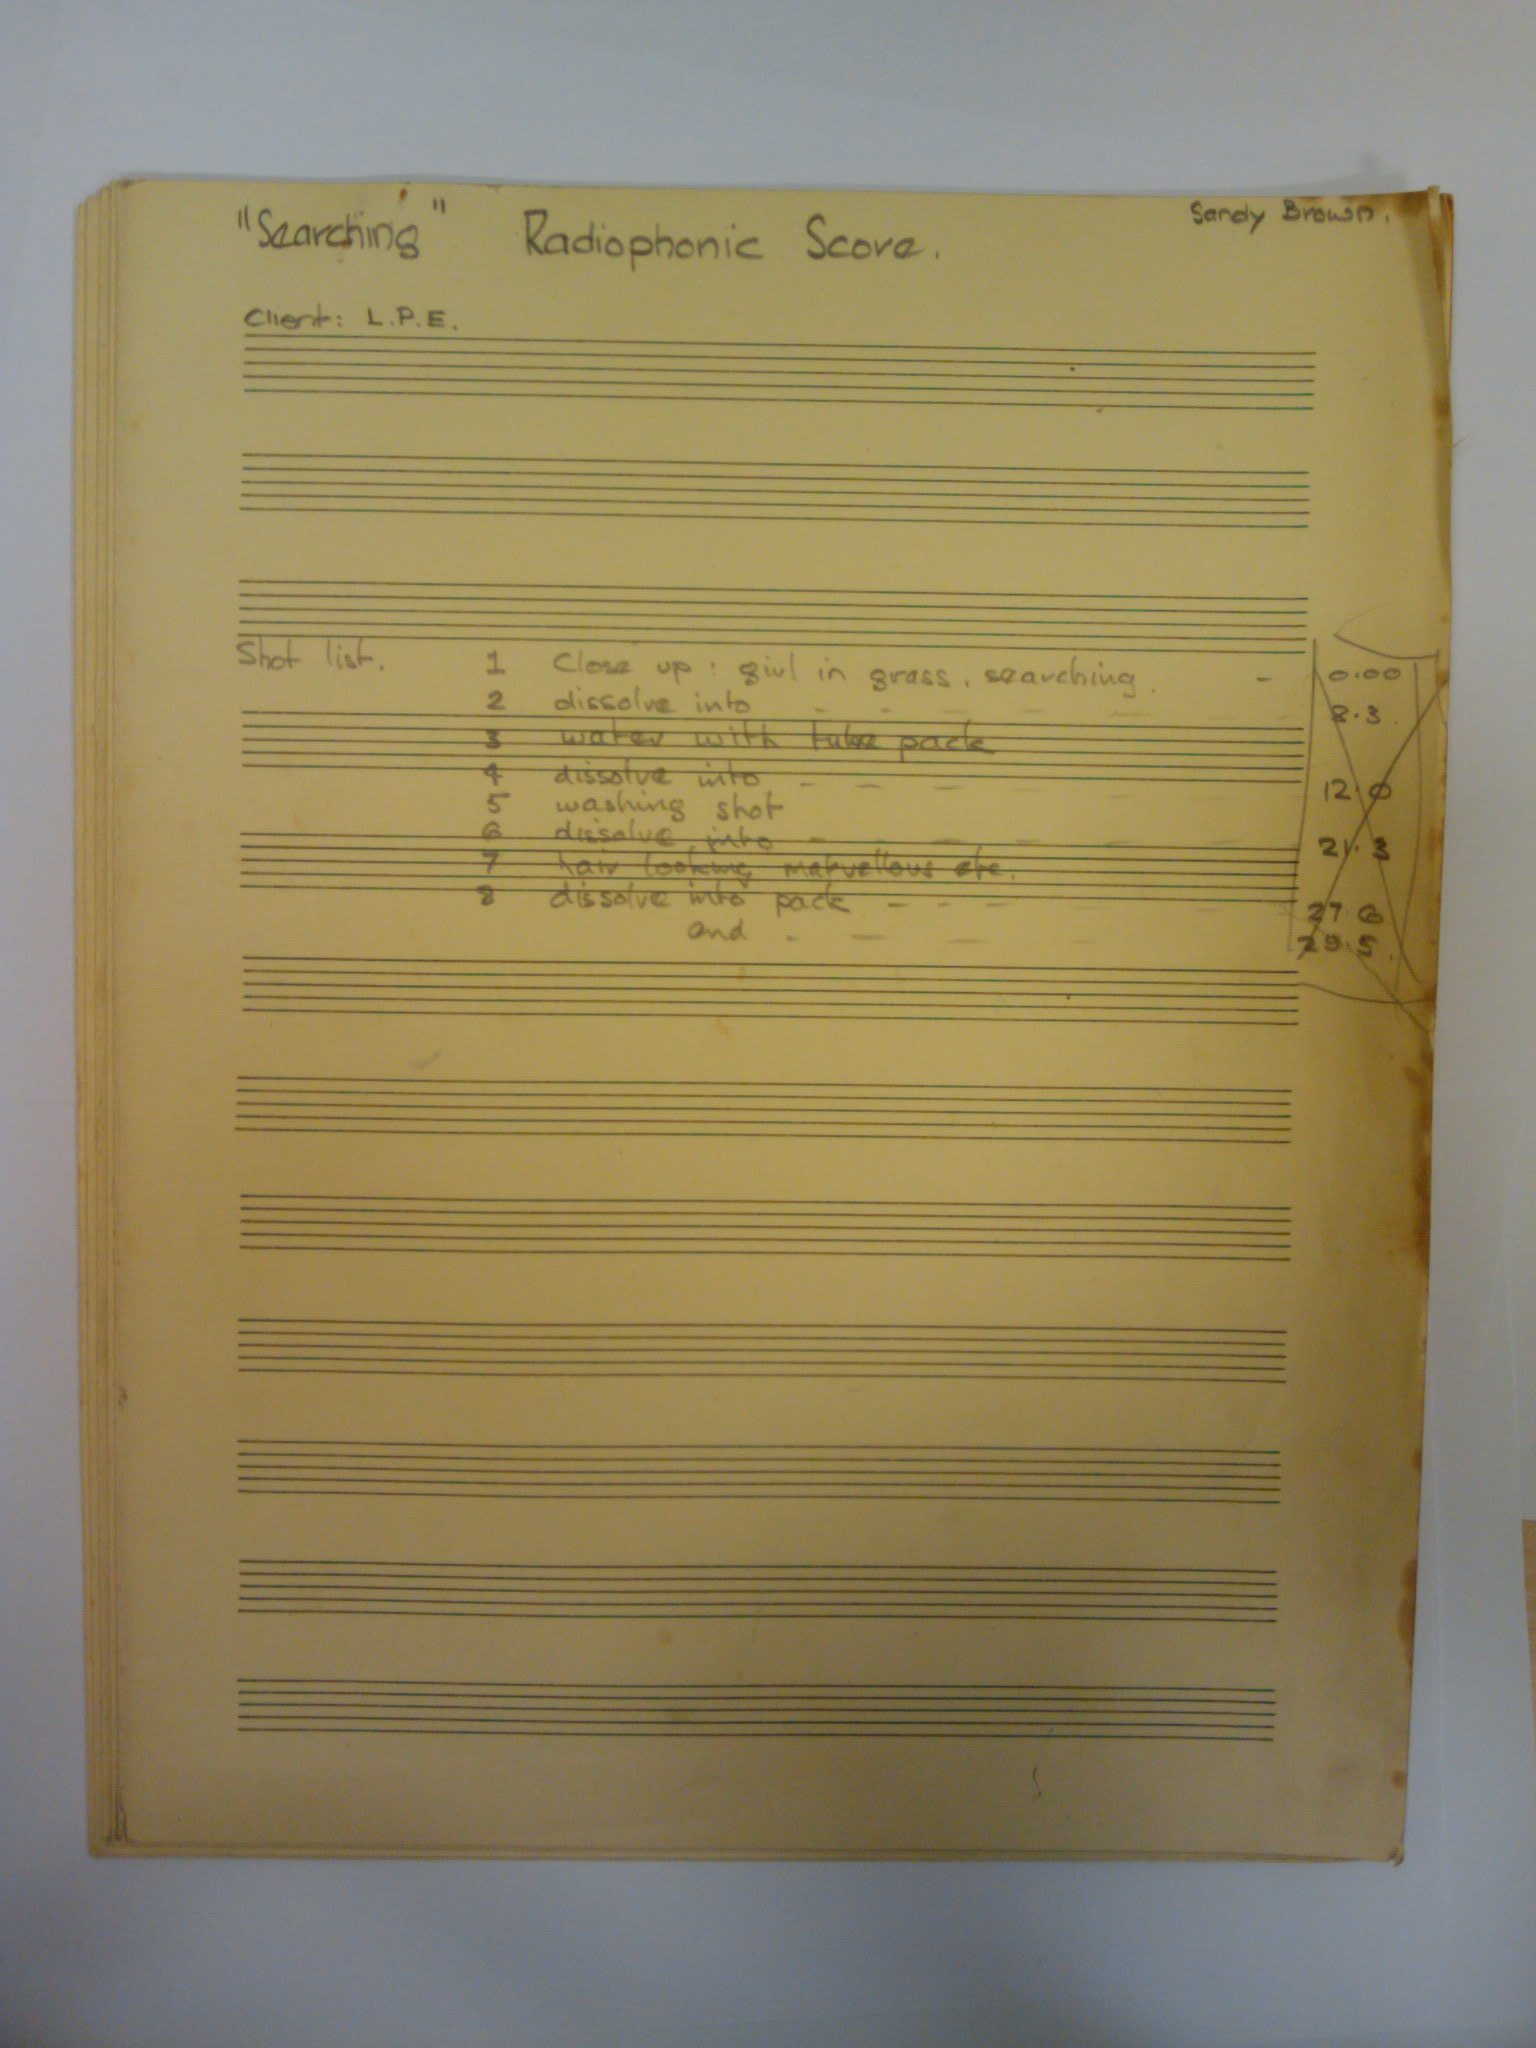 "Searching" Radiophonic Score. Sandy Brown.
Client: L.P.E.
Shot list. 1 Close up : girl in grass, searching. - 0.00
2 dissolve into - - - - - - 8.3
3 water with tube pack
4 dissolve into - - - - - - 12.0
5 washing shot
6 dissolve into - - - - - 21.3
7 hair looking marvellous etc.
8 dissolve into pack - - - - - 27.6
end - - - - 29.5.